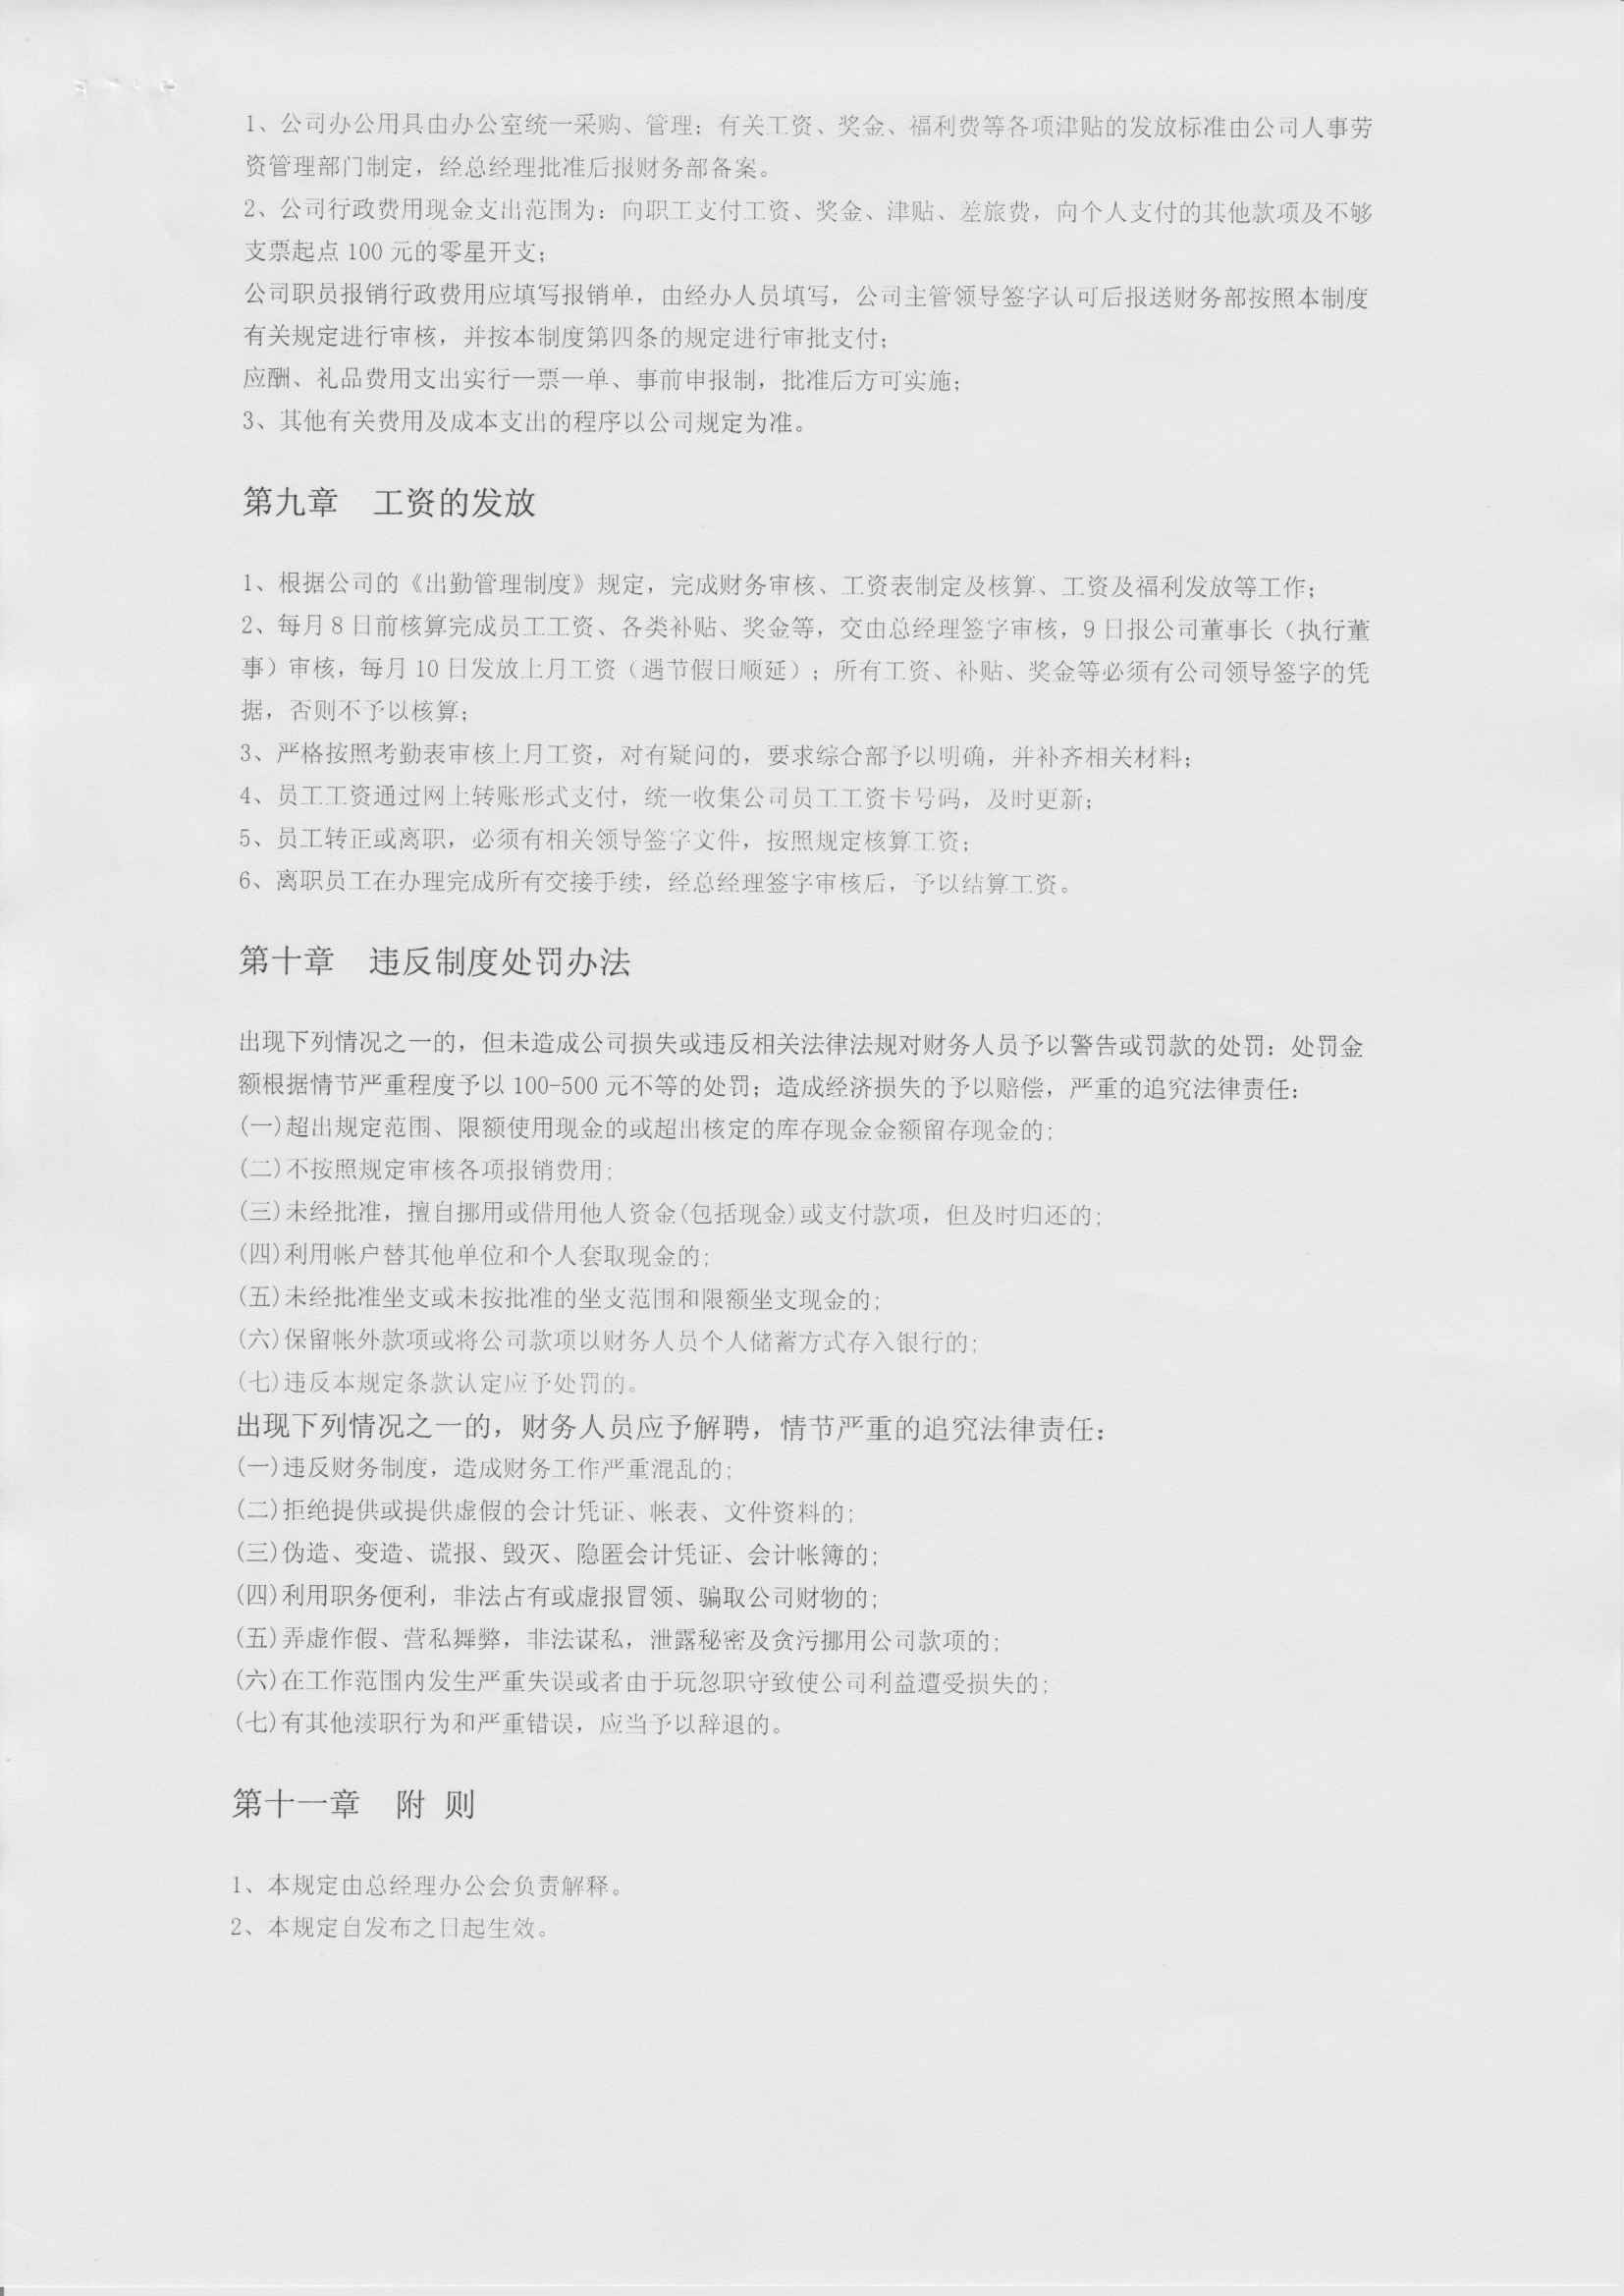 1、公司办公用具由办公室统一采购、管理；有关工资、奖金、福利费等各项津贴的发放标准由公司人事劳
资管理部门制定，经总经理批准后报财务部备案。
2、公司行政费用现金支出范围为：向职工支付工资、奖金、津贴、差旅费，向个人支付的其他款项及不够
支票起点 100 元的零星开支；
公司职员报销行政费用应填写报销单，由经办人员填写，公司主管领导签字认可后报送财务部按照本制度
有关规定进行审核，并按本制度第四条的规定进行审批支付；
应酬、礼品费用支出实行一票一单、事前申报制，批准后方可实施；
3、其他有关费用及成本支出的程序以公司规定为准。
第九章 工资的发放
1、根据公司的《出勤管理制度》规定，完成财务审核、工资表制定及核算、工资及福利发放等工作；
2、每月 8 日前核算完成员工工资、各类补贴、奖金等，交由总经理签字审核，9 日报公司董事长（执行董
事）审核，每月 10 日发放上月工资（遇节假日顺延）；所有工资、补贴、奖金等必须有公司领导签字的凭
据，否则不予以核算；
3、严格按照考勤表审核上月工资，对有疑问的，要求综合部予以明确，并补齐相关材料；
4、员工工资通过网上转账形式支付，统一收集公司员工工资卡号码，及时更新；
5、员工转正或离职，必须有相关领导签字文件，按照规定核算工资；
6、离职员工在办理完成所有交接手续，经总经理签字审核后，予以结算工资。
第十章 违反制度处罚办法
出现下列情况之一的，但未造成公司损失或违反相关法律法规对财务人员予以警告或罚款的处罚：处罚金
额根据情节严重程度予以 100-500 元不等的处罚；造成经济损失的予以赔偿，严重的追究法律责任：
(一)超出规定范围、限额使用现金的或超出核定的库存现金金额留存现金的;
(二)不按照规定审核各项报销费用;
(三)未经批准，擅自挪用或借用他人资金(包括现金)或支付款项，但及时归还的;
(四)利用帐户替其他单位和个人套取现金的;
(五)未经批准坐支或未按批准的坐支范围和限额坐支现金的;
(六)保留帐外款项或将公司款项以财务人员个人储蓄方式存入银行的;
(七)违反本规定条款认定应予处罚的。
出现下列情况之一的，财务人员应予解聘，情节严重的追究法律责任：
(一)违反财务制度，造成财务工作严重混乱的;
(二)拒绝提供或提供虚假的会计凭证、帐表、文件资料的;
(三)伪造、变造、谎报、毁灭、隐匿会计凭证、会计帐簿的;
(四)利用职务便利，非法占有或虚报冒领、骗取公司财物的;
(五)弄虚作假、营私舞弊，非法谋私，泄露秘密及贪污挪用公司款项的;
(六)在工作范围内发生严重失误或者由于玩忽职守致使公司利益遭受损失的;
(七)有其他渎职行为和严重错误，应当予以辞退的。
第十一章 附 则
1、本规定由总经理办公会负责解释。
2、本规定自发布之日起生效。